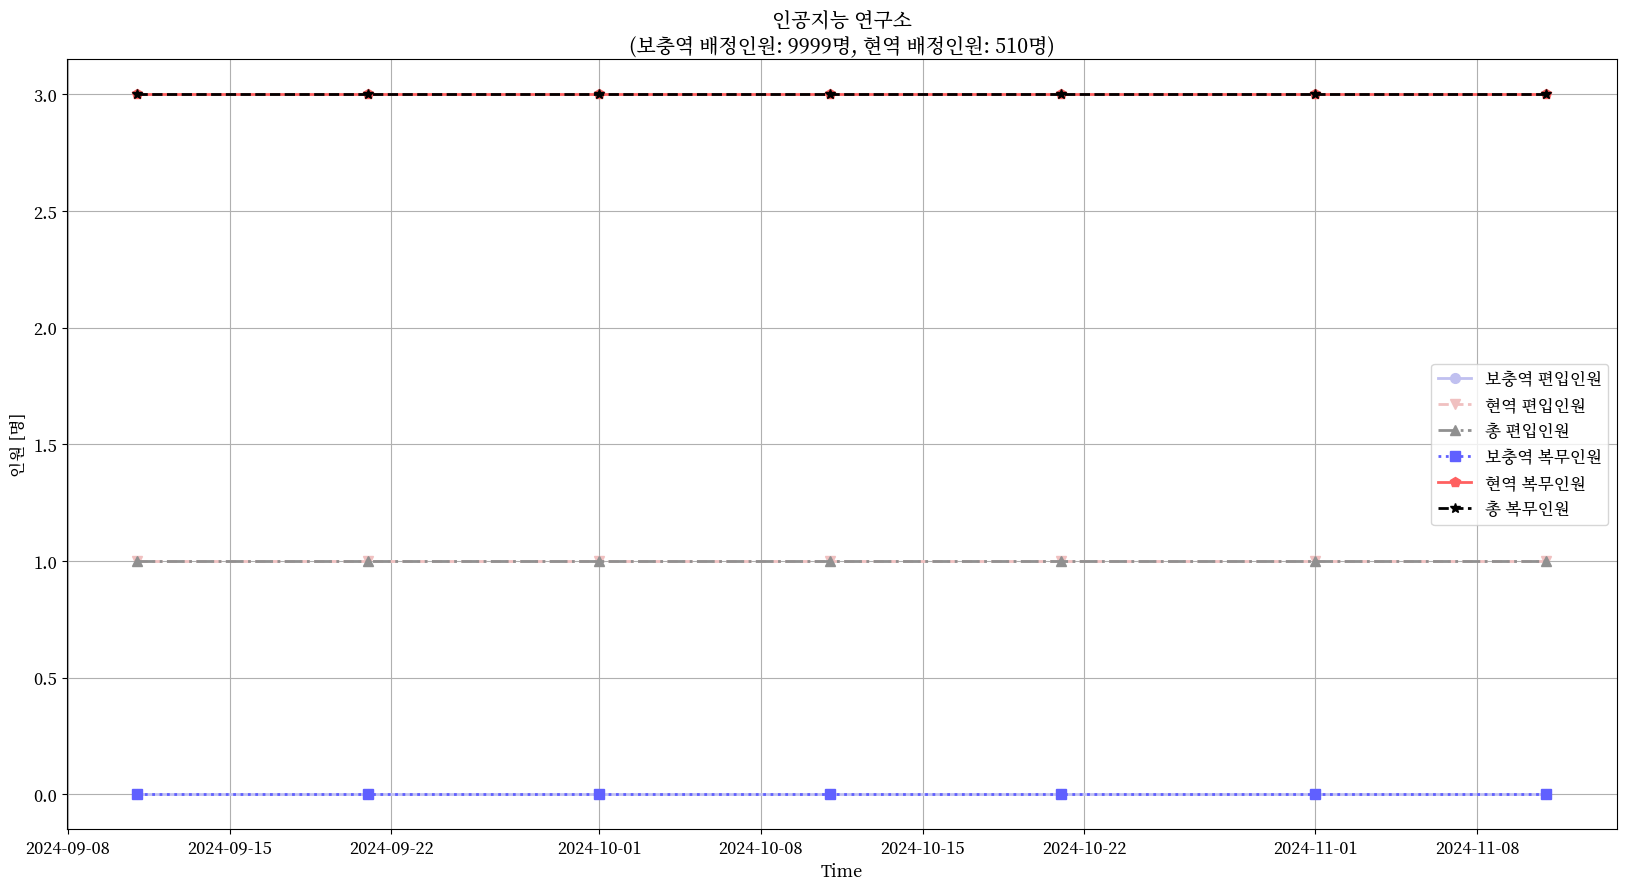 인공지능 연구소
(보충역 배정인원: 9999명, 현역 배정인원: 510명)
3.0
2.5
2.0
1.5
1.0
0.5
0.0
인원 [명]
보충역 편입인원
현역 편입인원
총 편입인원
보충역 복무인원
현역 복무인원
총 복무인원
2024-09-08 2024-09-15 2024-09-22 2024-10-01 2024-10-08 2024-10-15 2024-10-22 2024-11-01 2024-11-08
Time